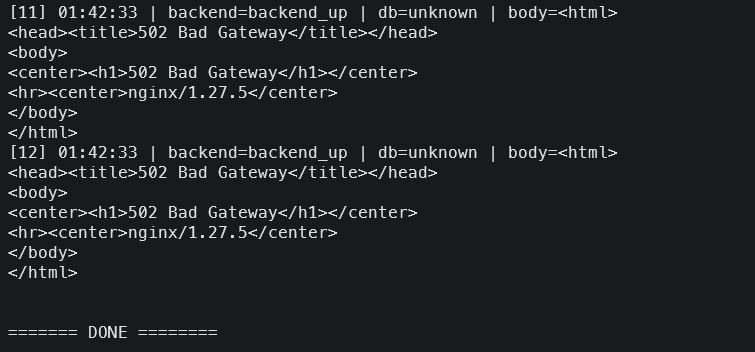 [11] 01:42:33 | backend=backend_up | db=unknown | body=<html>
<head><title>502 Bad Gateway</title></head>
<body>
<center><h1>502 Bad Gateway</h1></center>
<hr><center>nginx/1.27.5</center>
</body>
</html>
[12] 01:42:33 | backend=backend_up | db=unknown | body=<html>
<head><title>502 Bad Gateway</title></head>
<body>
<center><h1>502 Bad Gateway</h1></center>
<hr><center>nginx/1.27.5</center>
</body>
</html>
======= DONE ========